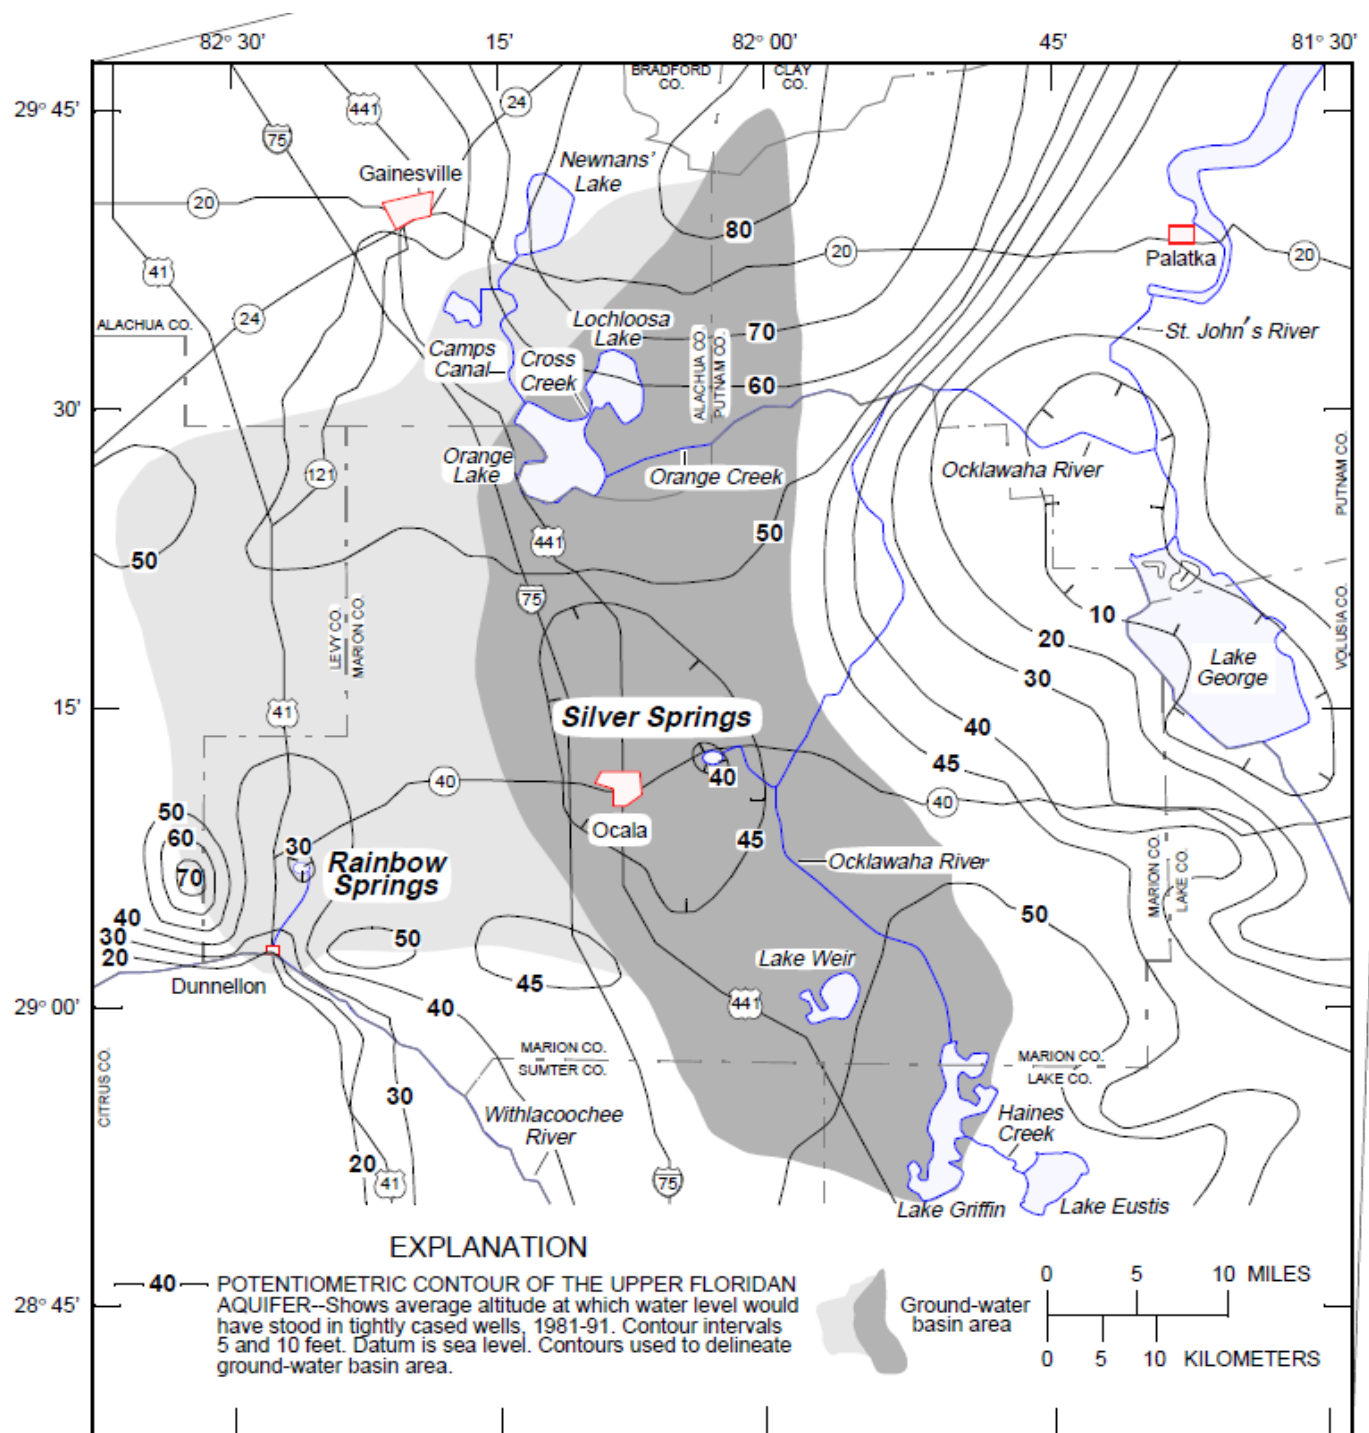 82° 30'
15'
82° 00'
45'
81° 30'
29° 45'
30'
15'
29° 00'
28° 45'
BRADFORD
CO.
CLAY
CO.
441
24
75
Gainesville
Newnans'
Lake
20
80
20
Palatka
20
41
24
ALACHUA CO.
Lochloosa
Lake
70
St. John's River
Camps
Canal
Cross
Creek
ALACHUA CO.
PUTNAM CO.
60
Orange
Lake
Orange Creek
Ocklawaha River
121
PUTNAM CO.
50
441
50
75
LEVY CO.
MARION CO.
10
20
VOLUSIA CO.
Lake
George
30
41
Silver Springs
40
45
40
40
40
50
60
70
30
Rainbow
Springs
Ocala
45
Ocklawaha River
MARION CO.
LAKE CO.
40
30
20
50
50
Dunnellon
45
Lake Weir
40
441
CITRUS CO.
MARION CO.
SUMTER CO.
MARION CO.
LAKE CO.
30
Withlacoochee
River
Haines
Creek
20
41
75
Lake Griffin
Lake Eustis
EXPLANATION
40
POTENTIOMETRIC CONTOUR OF THE UPPER FLORIDAN
AQUIFER--Shows average altitude at which water level would
have stood in tightly cased wells, 1981-91. Contour intervals
5 and 10 feet. Datum is sea level. Contours used to delineate
ground-water basin area.
Ground-water
basin area
0 5 10 MILES
0 5 10 KILOMETERS